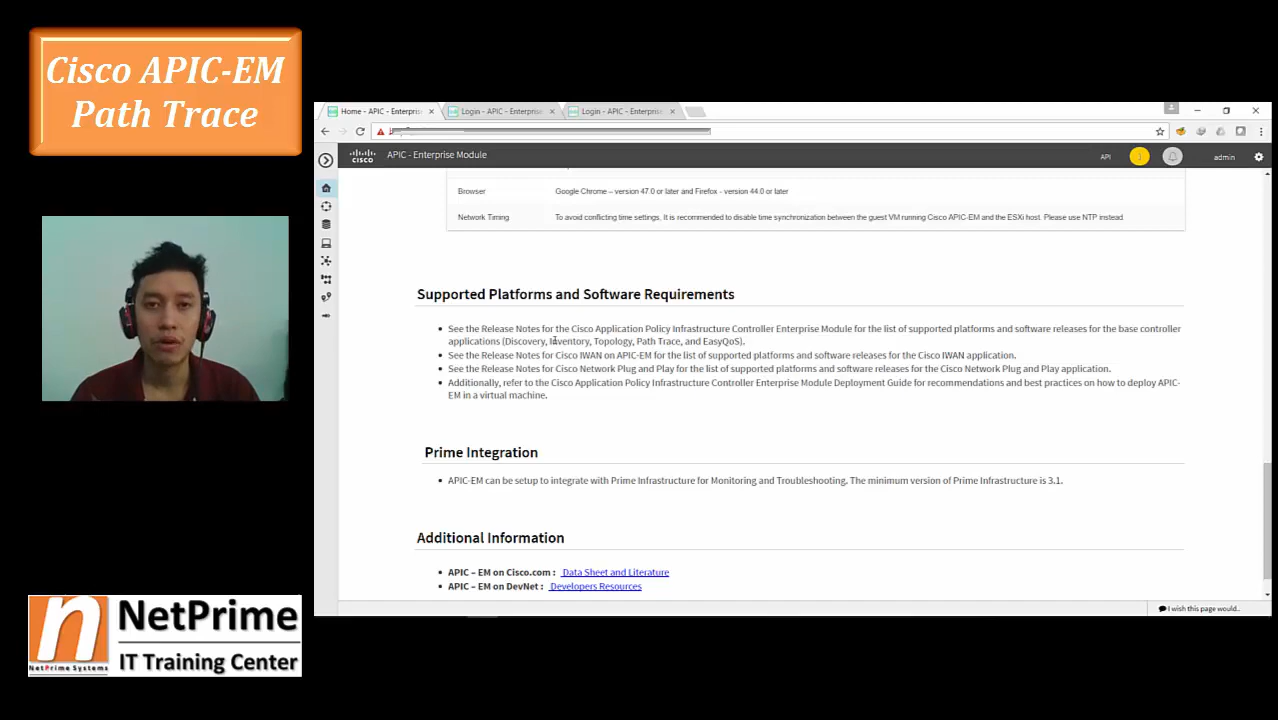 Cisco APIC-EM
Path Trace
Home - APIC - Enterpris
Login - APIC - Enterprise
Login - APIC - Enterprise
CISCO
APIC - Enterprise Module
API
admin
Browser
Google Chrome – version 47.0 or later and Firefox - version 44.0 or later
Network Timing
To avoid conflicting time settings, It is recommended to disable time synchronization between the guest VM running Cisco APIC-EM and the ESXi host. Please use NTP instead
Supported Platforms and Software Requirements
See the Release Notes for the Cisco Application Policy Infrastructure Controller Enterprise Module for the list of supported platforms and software releases for the base controller
applications (Discovery, Inventory, Topology, Path Trace, and EasyQoS).
See the Release Notes for Cisco IWAN on APIC-EM for the list of supported platforms and software releases for the Cisco IWAN application.
See the Release Notes for Cisco Network Plug and Play for the list of supported platforms and software releases for the Cisco Network Plug and Play application.
Additionally, refer to the Cisco Application Policy Infrastructure Controller Enterprise Module Deployment Guide for recommendations and best practices on how to deploy APIC-
EM in a virtual machine.
Prime Integration
APIC-EM can be setup to integrate with Prime Infrastructure for Monitoring and Troubleshooting. The minimum version of Prime Infrastructure is 3.1.
Additional Information
APIC – EM on Cisco.com : Data Sheet and Literature
APIC – EM on DevNet : Developers Resources
I wish this page would..
n
NetPrime Systems
NetPrime
IT Training Center